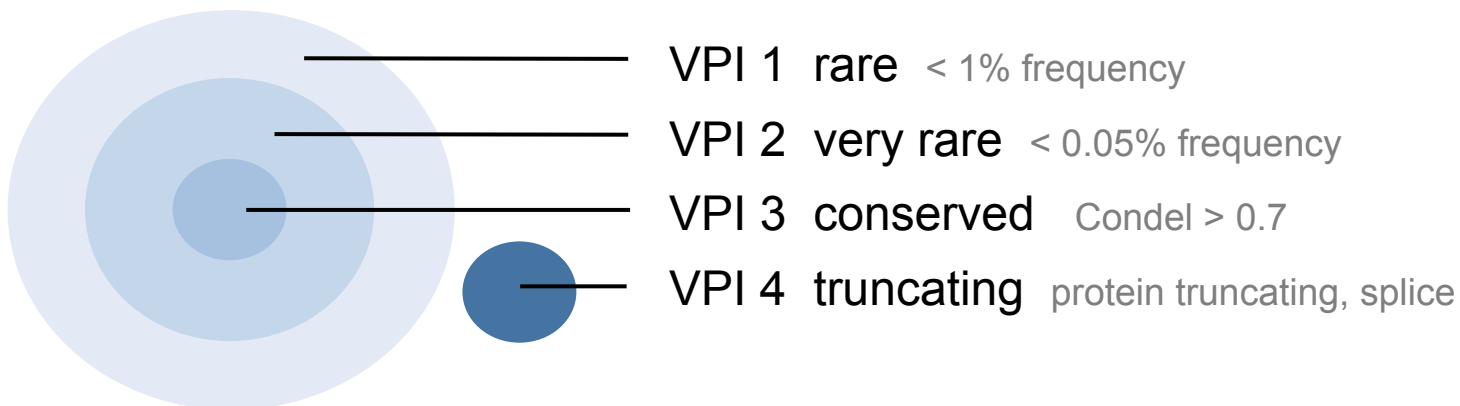 VPI 1 rare < 1% frequency
VPI 2 very rare < 0.05% frequency
VPI 3 conserved Condel > 0.7
VPI 4 truncating protein truncating, splice